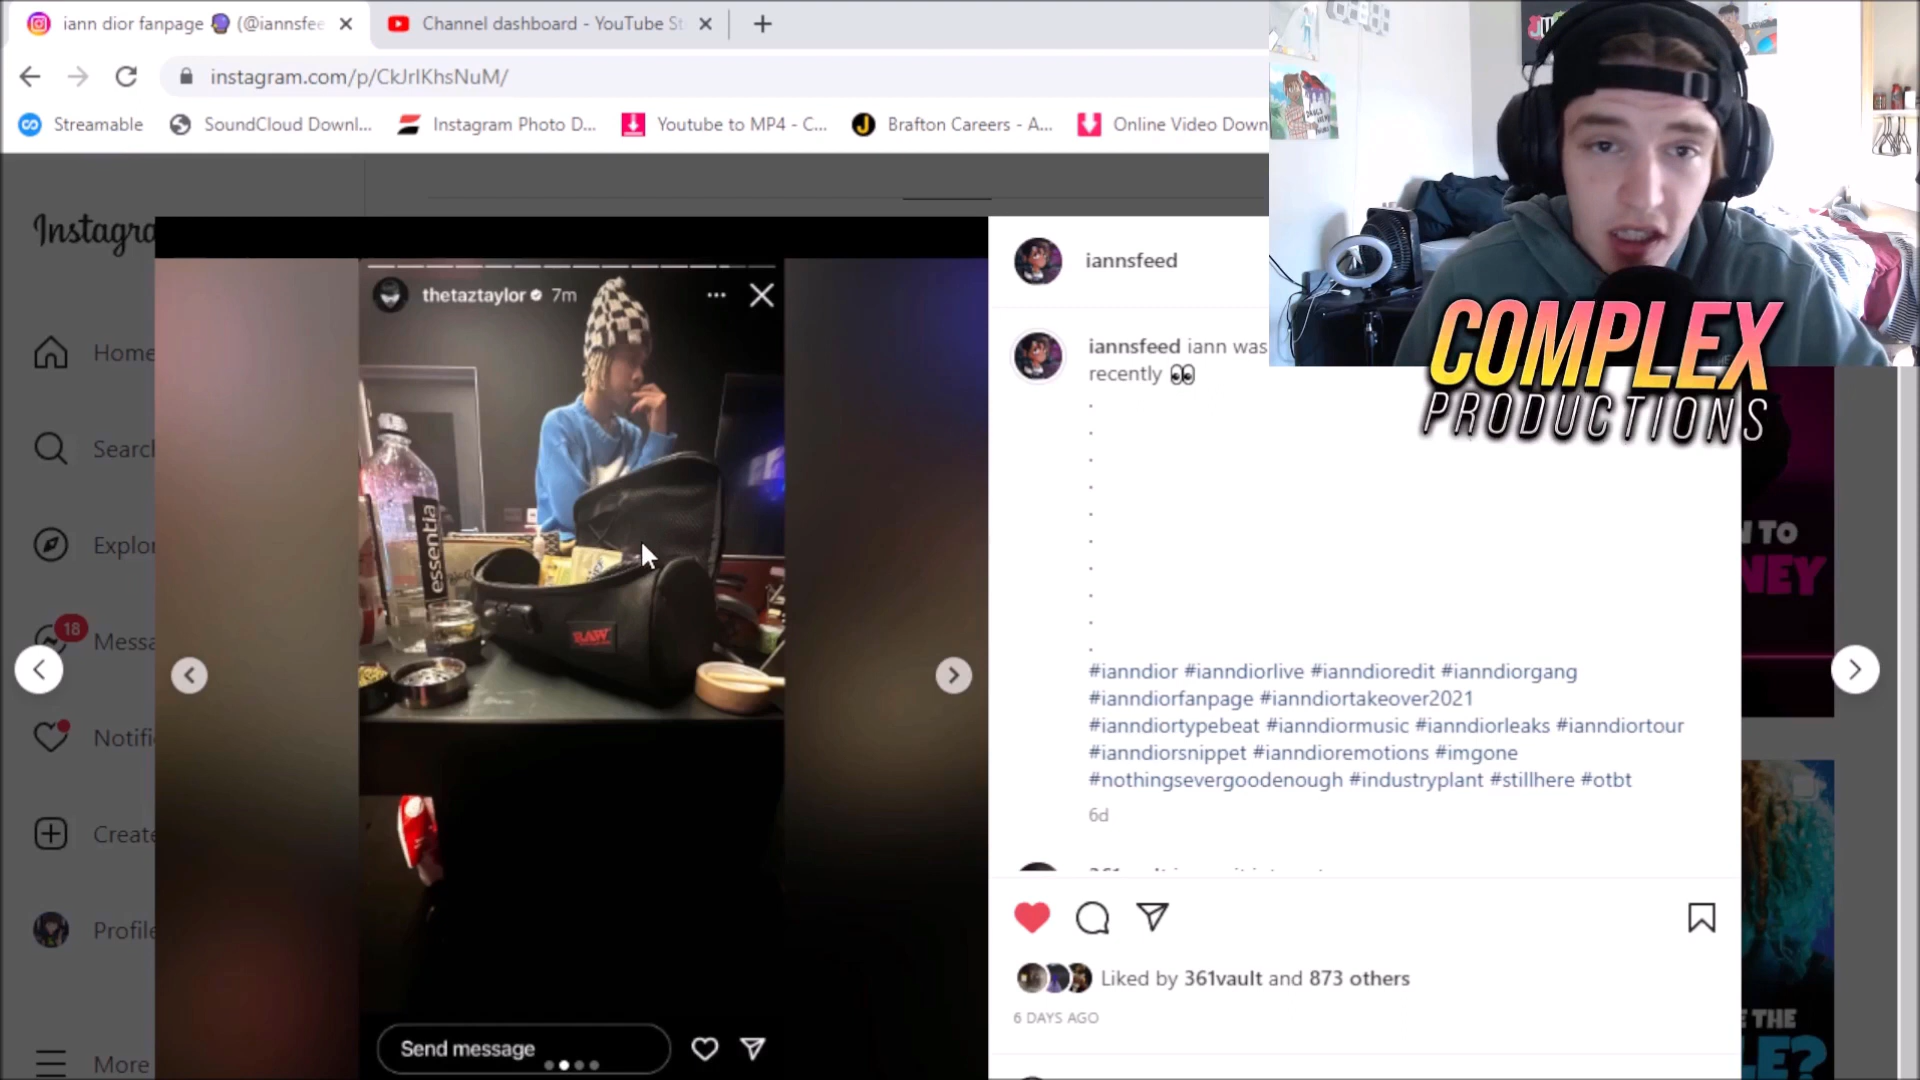 iann dior fanpage 🔮 (@iannsfee
Channel dashboard - YouTube St
instagram.com/p/CkJrlKhsNuM/
Streamable
SoundCloud Downl...
Instagram Photo D...
Youtube to MP4 - C...
Brafton Careers - A...
Online Video Down
Instagra
Home
Search
Explor
18
Messa
Notifi
Create
Profile
More
thetaztaylor 7m
essentia
RAW
Send message
iannsfeed
iannsfeed iann was
recently 👀
.
.
.
.
.
.
.
.
.
.
#ianndior #ianndiorlive #ianndioredit #ianndiorgang
#ianndiorfanpage #ianndiortakeover2021
#ianndiortypebeat #ianndiormusic #ianndiorleaks #ianndiortour
#ianndiorsnippet #ianndioremotions #imgone
#nothingsevergoodenough #industryplant #stillhere #otbt
6d
Liked by 361vault and 873 others
6 DAYS AGO
COMPLEX
PRODUCTIONS
TO
NEY
THE
LE?